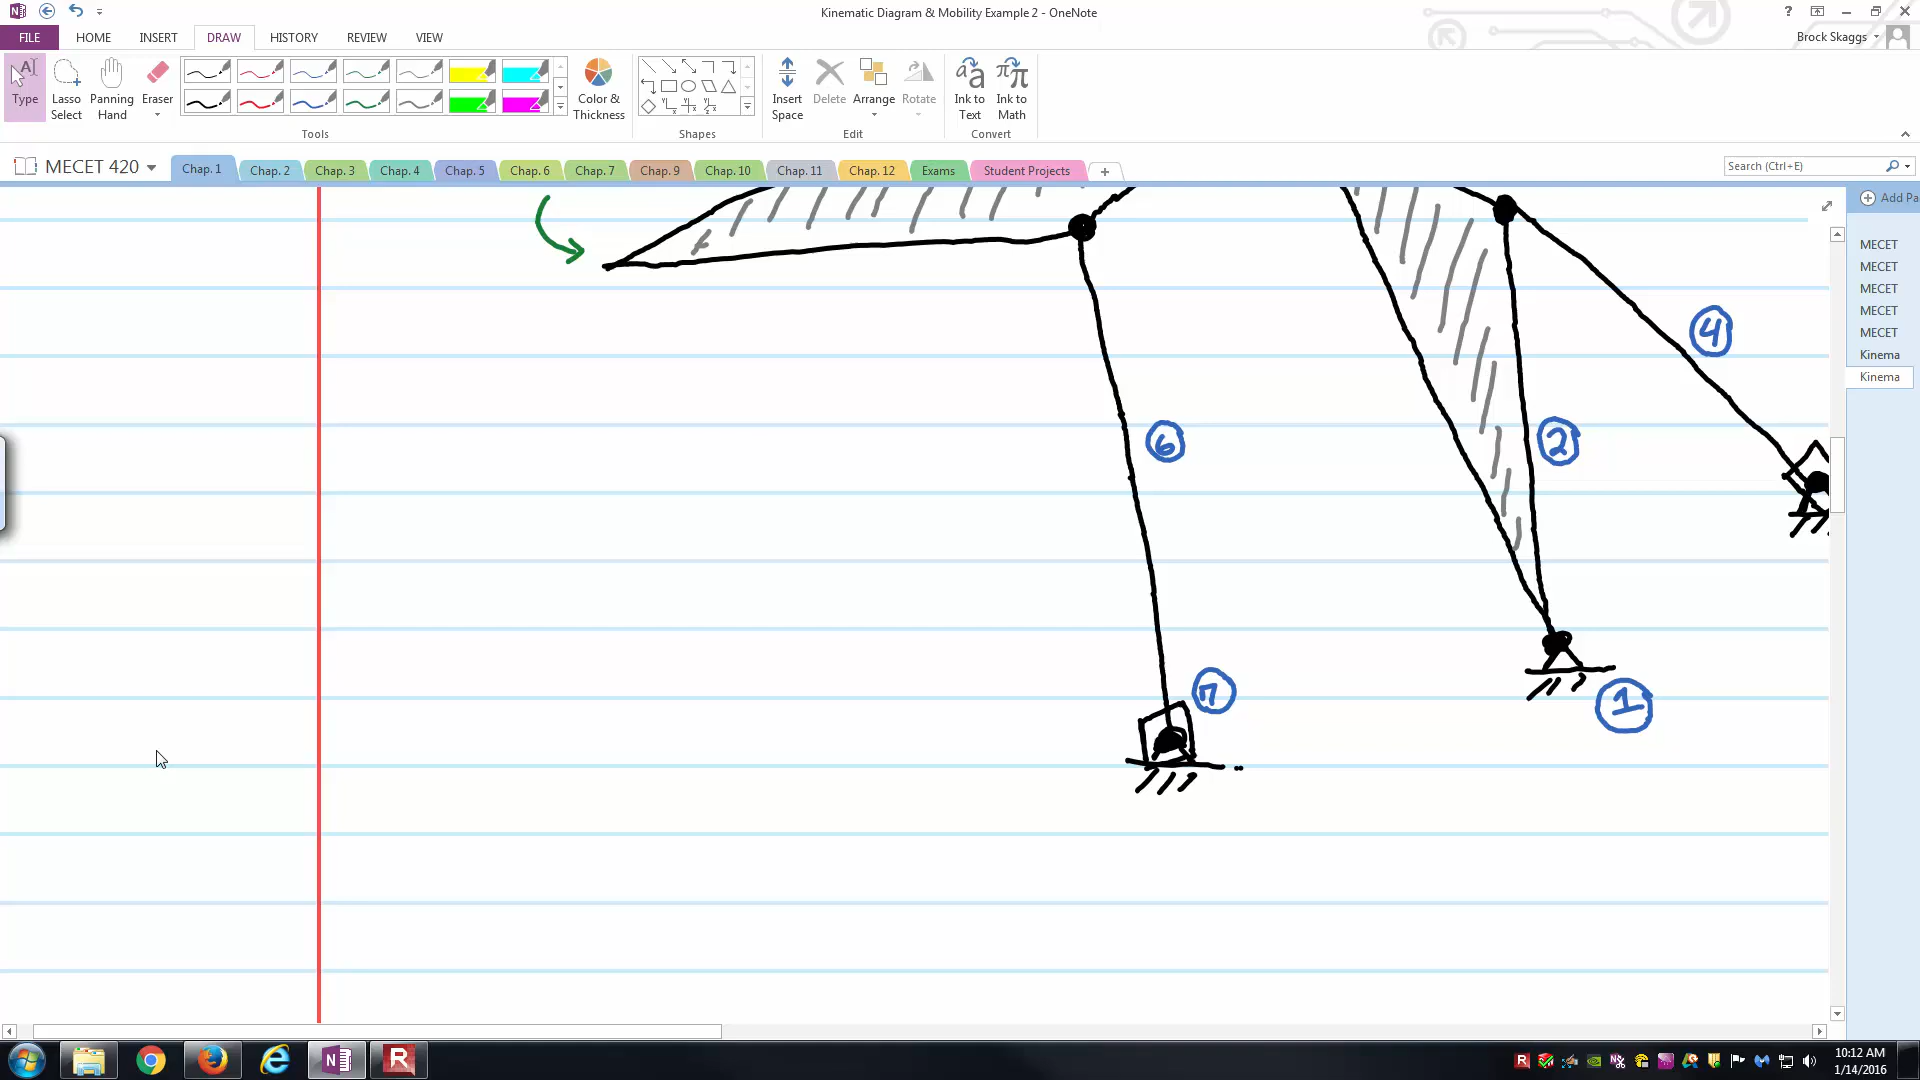 Kinematic Diagram & Mobility Example 2 - OneNote
?
FILE HOME INSERT DRAW HISTORY REVIEW VIEW
Brock Skaggs
Type
Lasso Select
Panning Hand
Eraser
Color & Thickness
Insert Space
Delete
Arrange
Rotate
Ink to Text
Ink to Math
Tools
Shapes
Edit
Convert
MECET 420
Chap. 1 Chap. 2 Chap. 3 Chap. 4 Chap. 5 Chap. 6 Chap. 7 Chap. 9 Chap. 10 Chap. 11 Chap. 12 Exams Student Projects +
Search (Ctrl+E)
Add Pa
MECET
MECET
MECET
MECET
MECET
Kinema
Kinema
4
6
2
7
1
10:12 AM
1/14/2016